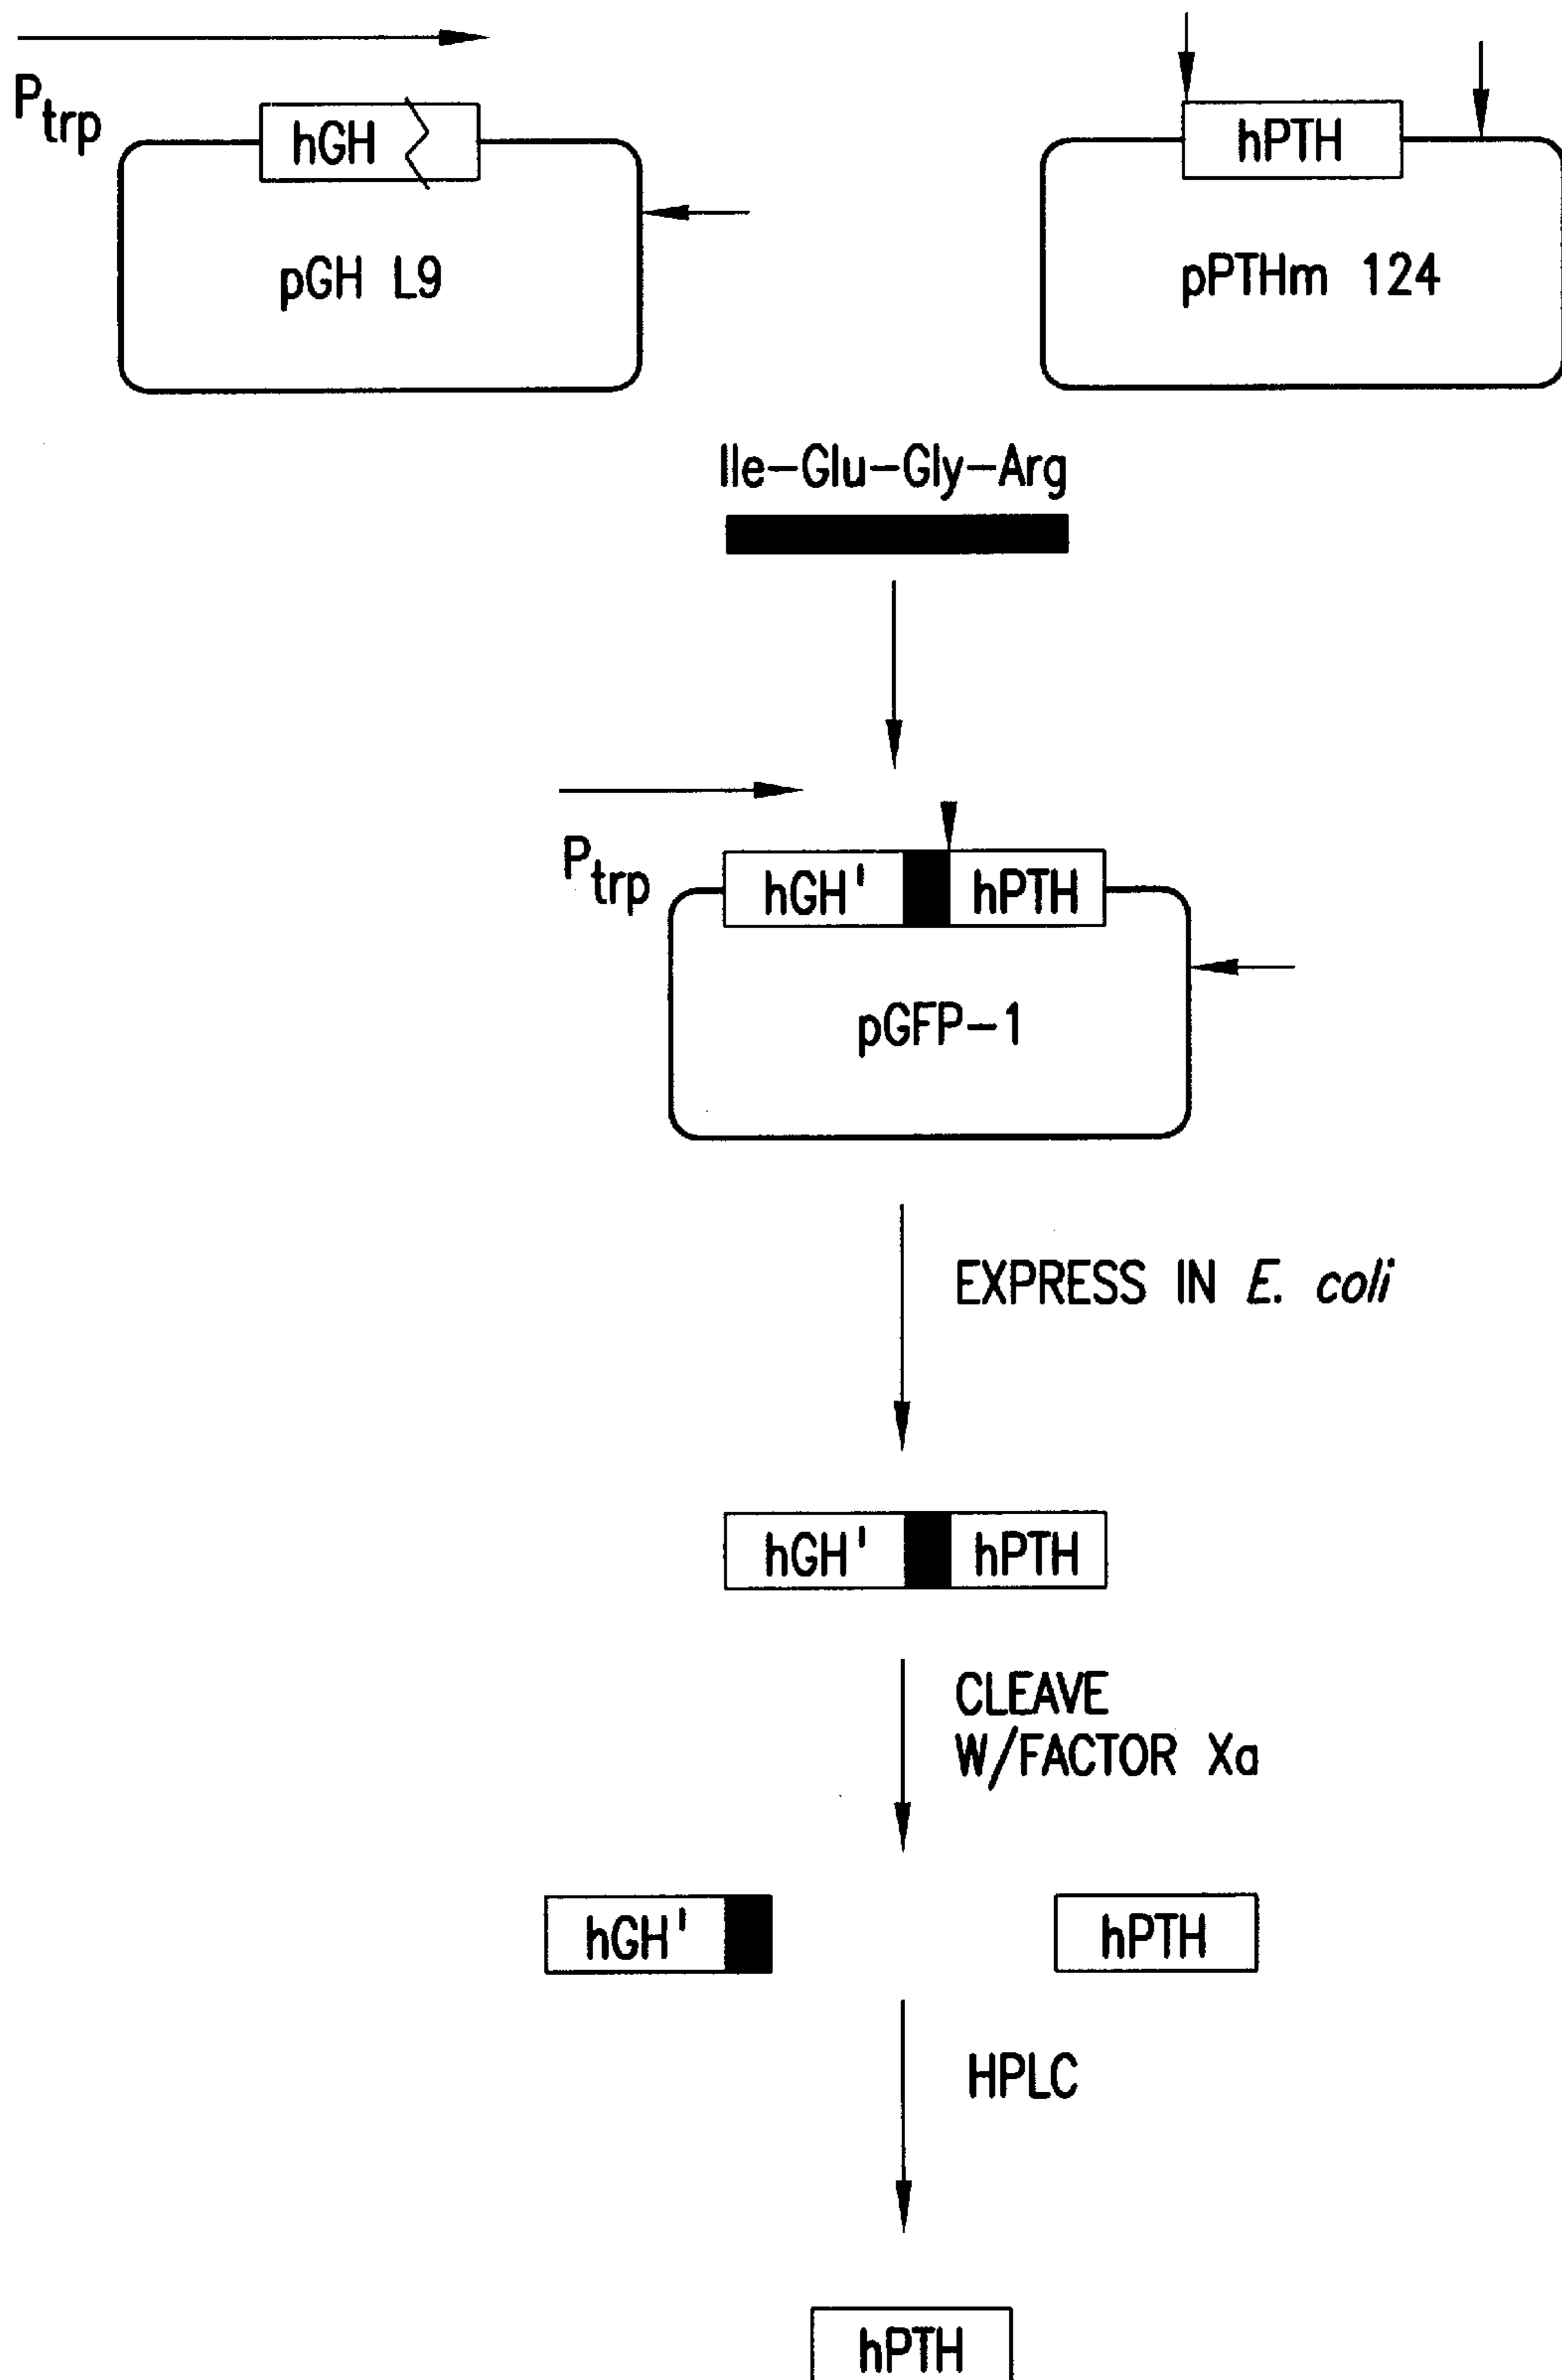 Ptrp
hGH
hPTH
pGH L9
pPTHm 124
Ile-Glu-Gly-Arg
Ptrp
hGH' hPTH
pGFP-1
EXPRESS IN E. coli
hGH' hPTH
CLEAVE
W/FACTOR Xa
hGH'
hPTH
HPLC
hPTH